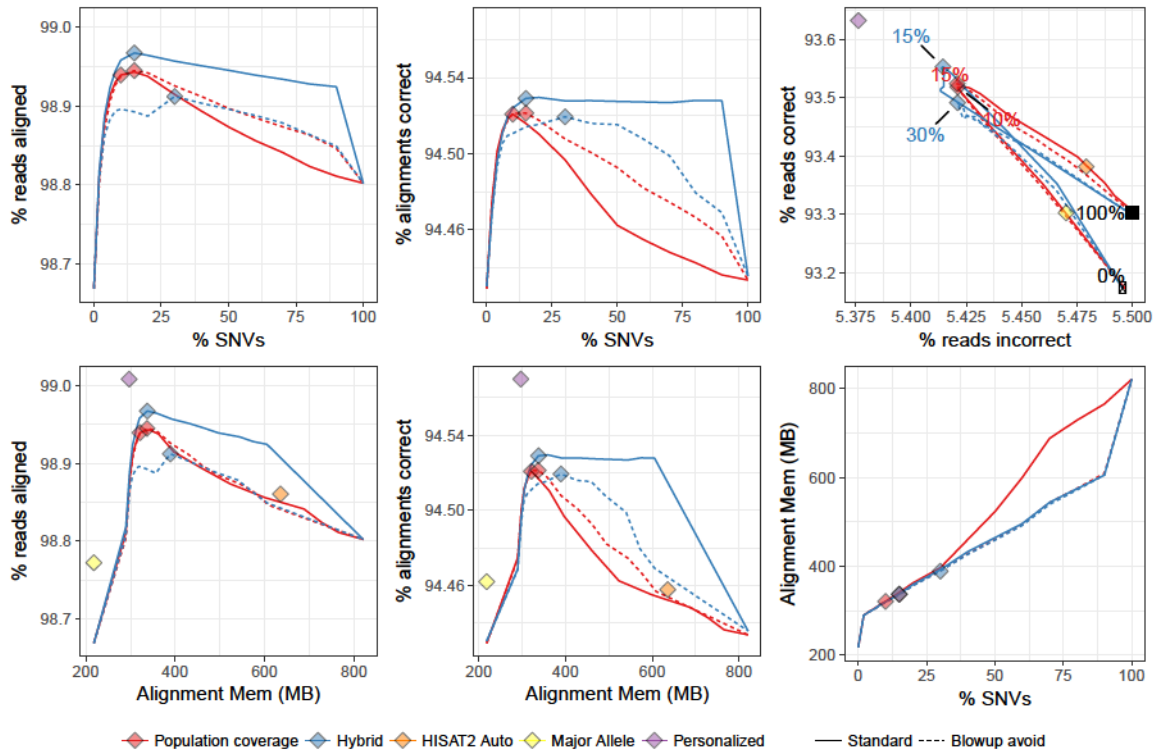 99.0
98.9
98.8
98.7
% reads aligned
0 25 50 75 100
% SNVs
94.54
94.50
94.46
% alignments correct
0 25 50 75 100
% SNVs
93.6
93.5
93.4
93.3
93.2
% reads correct
15%
15%
10%
30%
100%
0%
5.375 5.400 5.425 5.450 5.475 5.500
% reads incorrect
99.0
98.9
98.8
98.7
% reads aligned
200 400 600 800
Alignment Mem (MB)
94.54
94.50
94.46
% alignments correct
200 400 600 800
Alignment Mem (MB)
800
600
400
200
Alignment Mem (MB)
0 25 50 75 100
% SNVs
Population coverage Hybrid HISAT2 Auto Major Allele Personalized Standard Blowup avoid